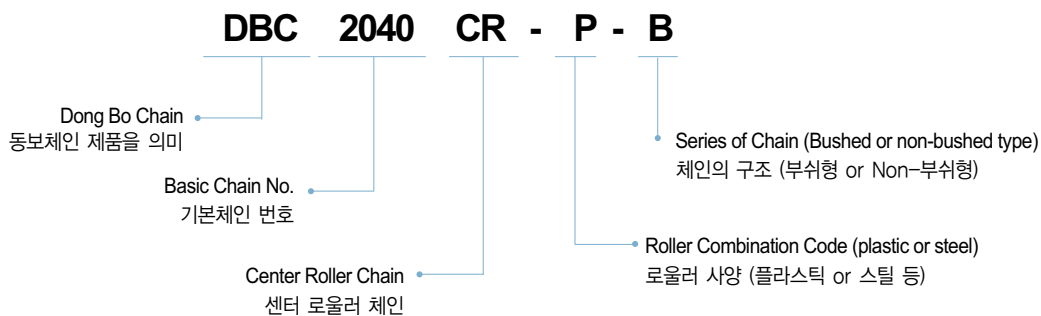 DBC 2040 CR - P - B
Dong Bo Chain
동보체인 제품을 의미
Basic Chain No.
기본체인 번호
Center Roller Chain
센터 로울러 체인
Series of Chain (Bushed or non-bushed type)
체인의 구조 (부쉬형 or Non-부쉬형)
Roller Combination Code (plastic or steel)
로울러 사양 (플라스틱 or 스틸 등)